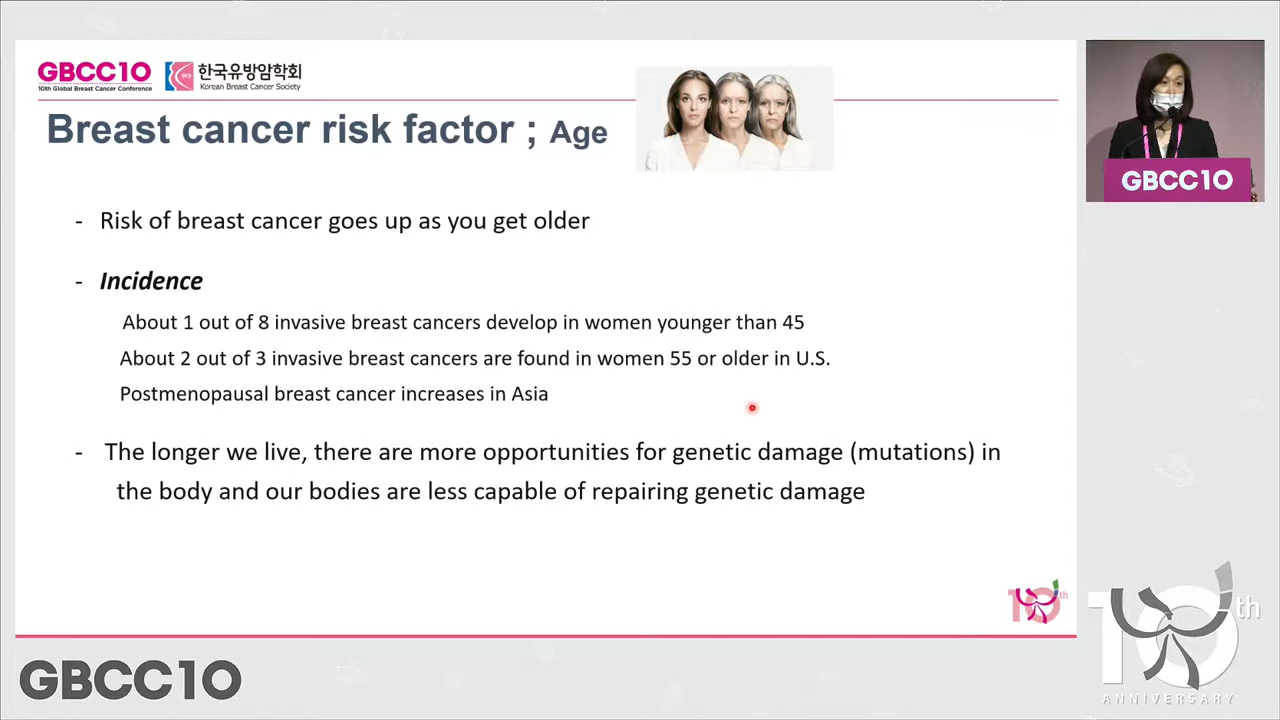 GBCC10
10th Global Breast Cancer Conference
한국유방암학회
Korean Breast Cancer Society
Breast cancer risk factor ; Age
- Risk of breast cancer goes up as you get older
- Incidence
About 1 out of 8 invasive breast cancers develop in women younger than 45
About 2 out of 3 invasive breast cancers are found in women 55 or older in U.S.
Postmenopausal breast cancer increases in Asia
- The longer we live, there are more opportunities for genetic damage (mutations) in
the body and our bodies are less capable of repairing genetic damage
10th
GBCC10
GBCC10
10th
ANNIVERSARY